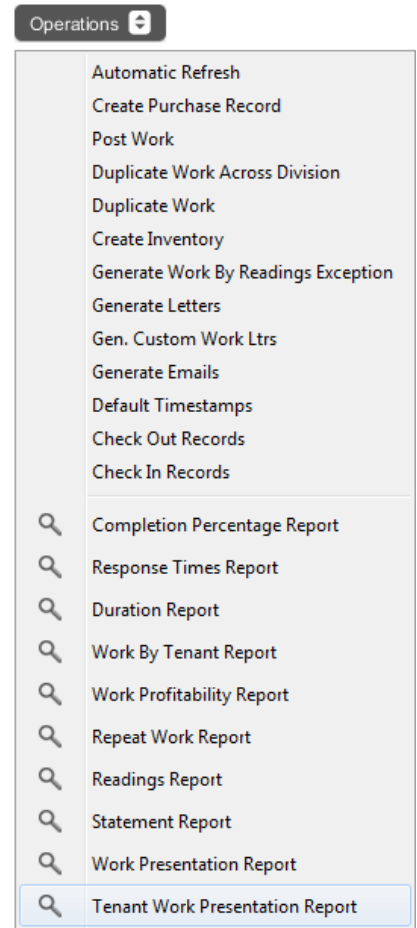 Operations
Automatic Refresh
Create Purchase Record
Post Work
Duplicate Work Across Division
Duplicate Work
Create Inventory
Generate Work By Readings Exception
Generate Letters
Gen. Custom Work Ltrs
Generate Emails
Default Timestamps
Check Out Records
Check In Records
Completion Percentage Report
Response Times Report
Duration Report
Work By Tenant Report
Work Profitability Report
Repeat Work Report
Readings Report
Statement Report
Work Presentation Report
Tenant Work Presentation Report